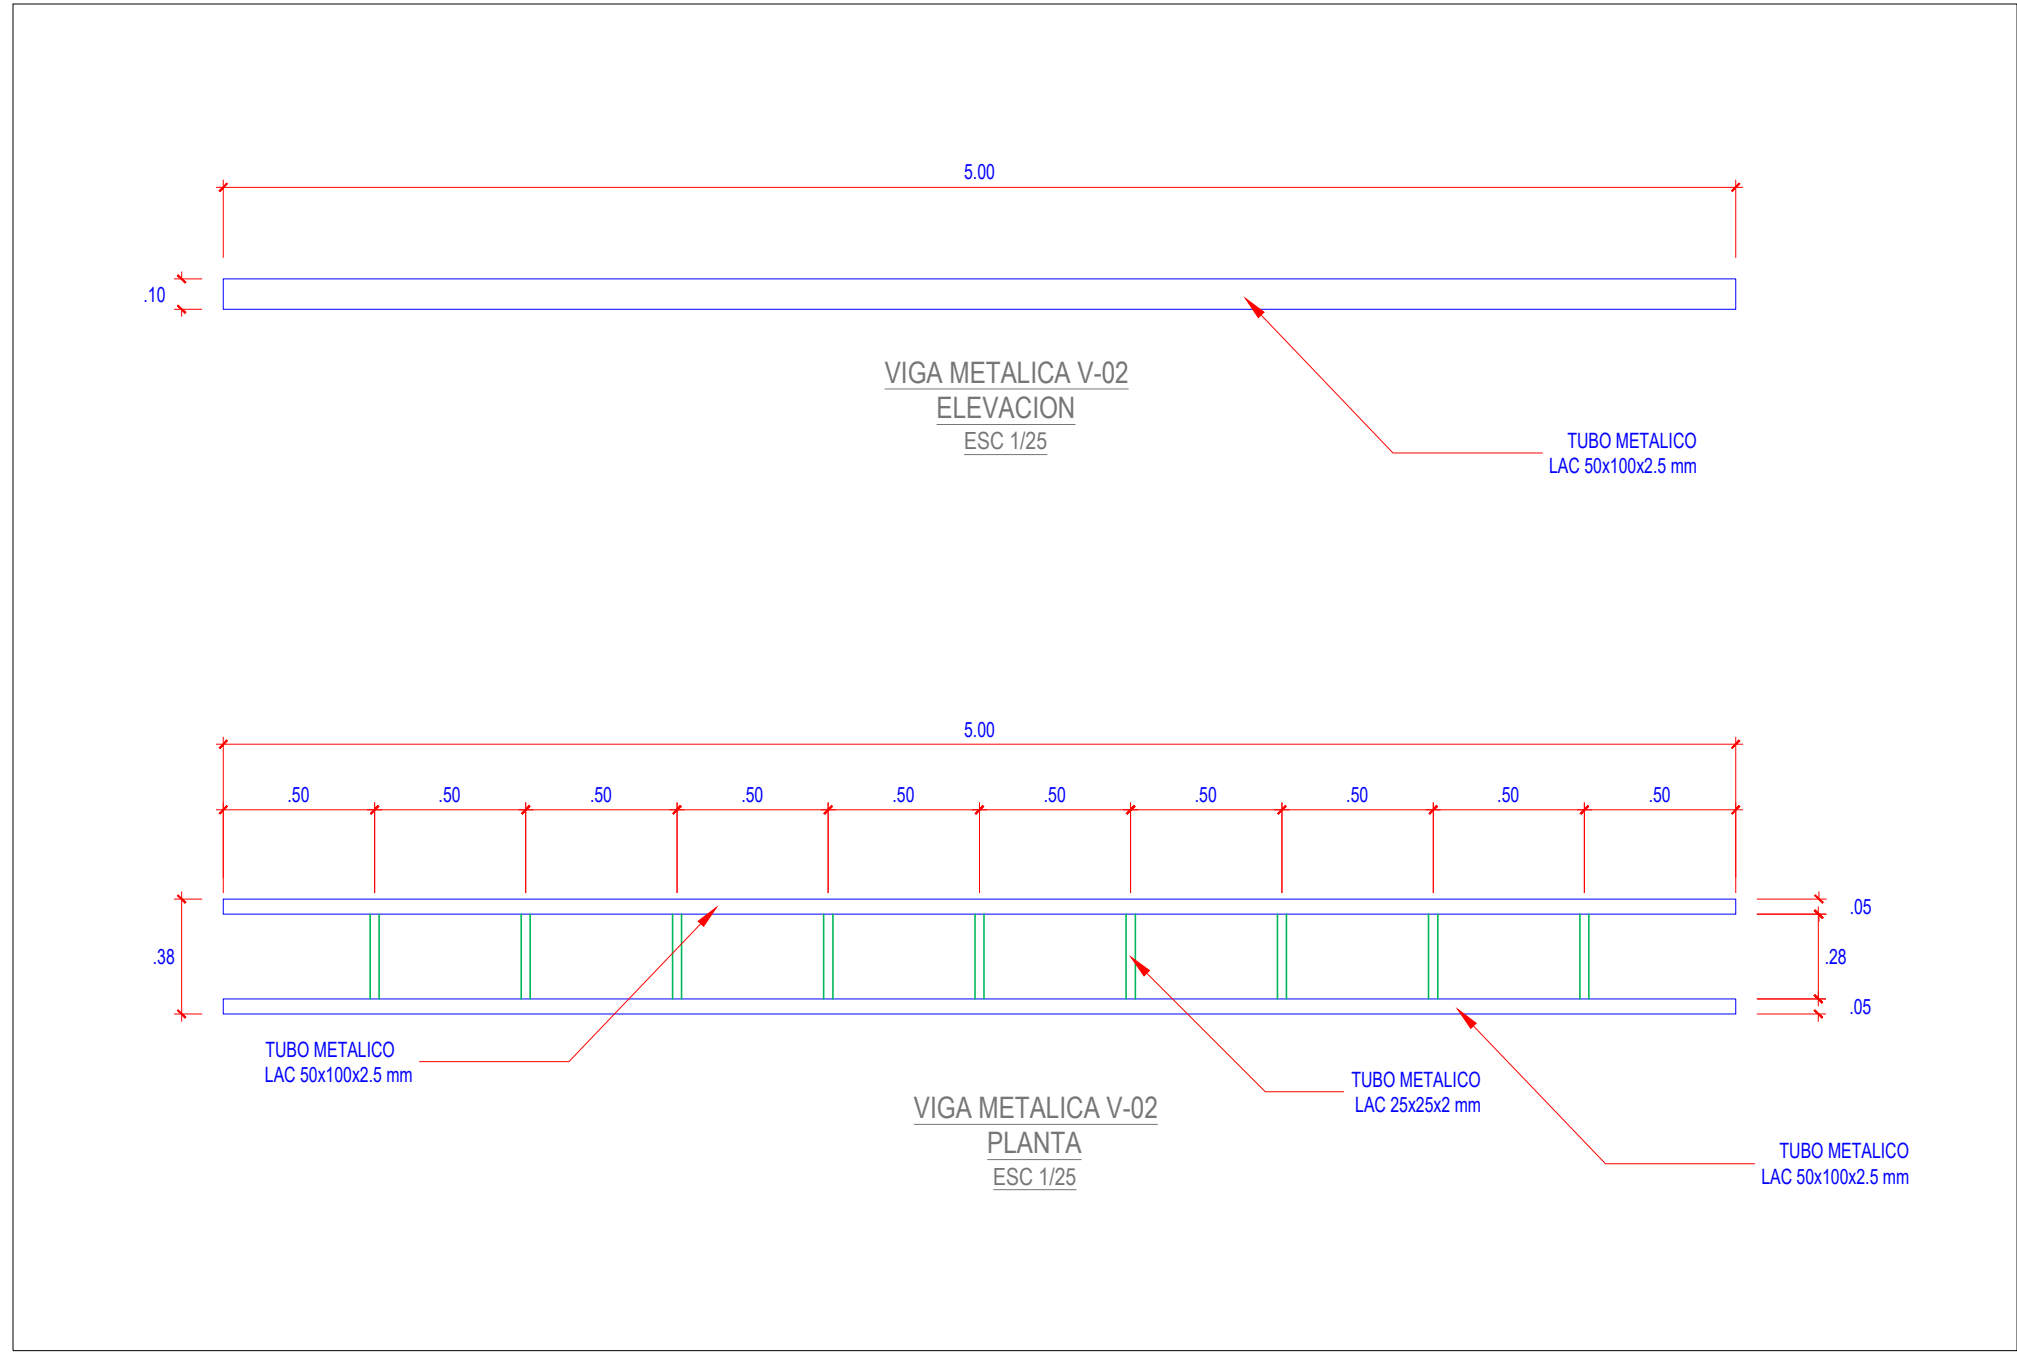 5.00
.10
VIGA METALICA V-02
ELEVACION
ESC 1/25
TUBO METALICO
LAC 50x100x2.5 mm
5.00
.50 .50 .50 .50 .50 .50 .50 .50 .50 .50
.05
.38
.28
.05
TUBO METALICO
LAC 50x100x2.5 mm
TUBO METALICO
LAC 25x25x2 mm
VIGA METALICA V-02
PLANTA
ESC 1/25
TUBO METALICO
LAC 50x100x2.5 mm